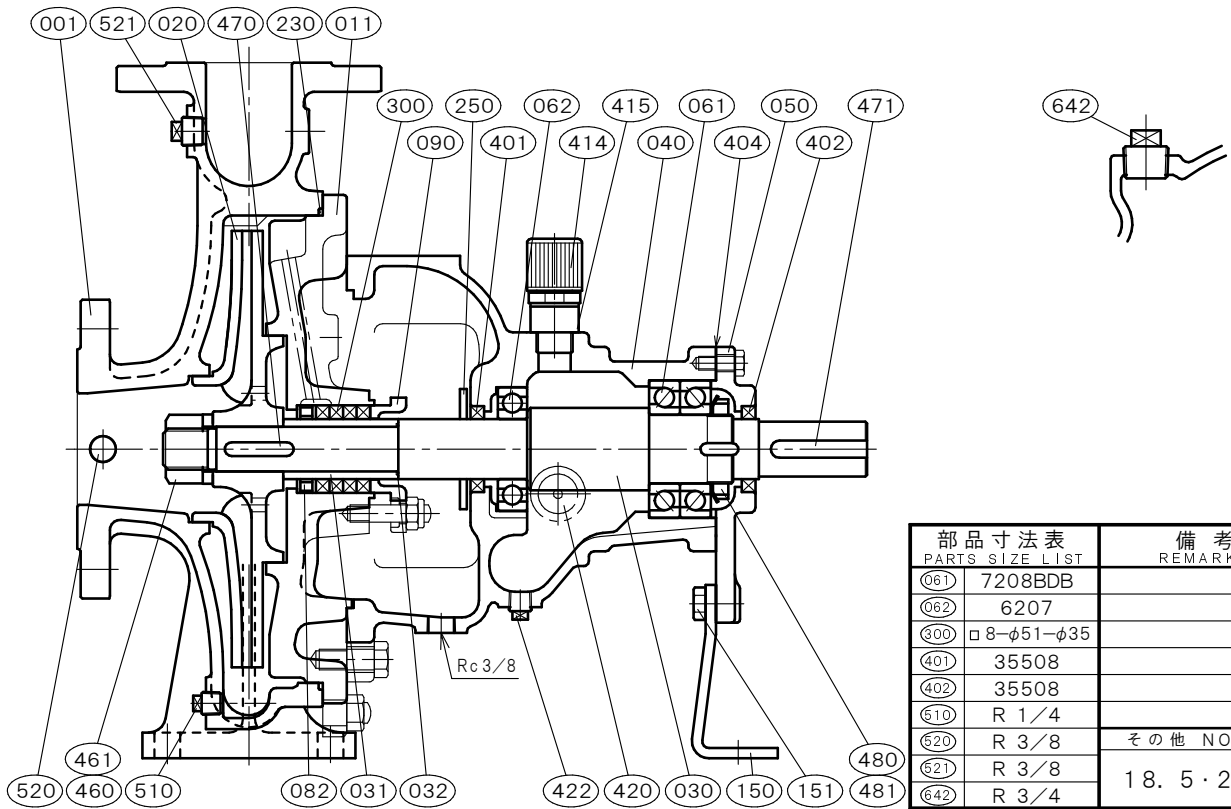 001 521 020 470 230 011
300 090 250 401 062 415 414 061 040 050 404 471 402
642
Rc 3/8
461
520 460 510 082 031 032 422 420 030 150 151 480
481
部品寸法表 備 考
PARTS SIZE LIST REMARK
061 7208BDB
062 6207
300 □8-φ51-φ35
401 35508
402 35508
510 R 1/4
520 R 3/8 その他 NO
521 R 3/8 18. 5・2
642 R 3/4